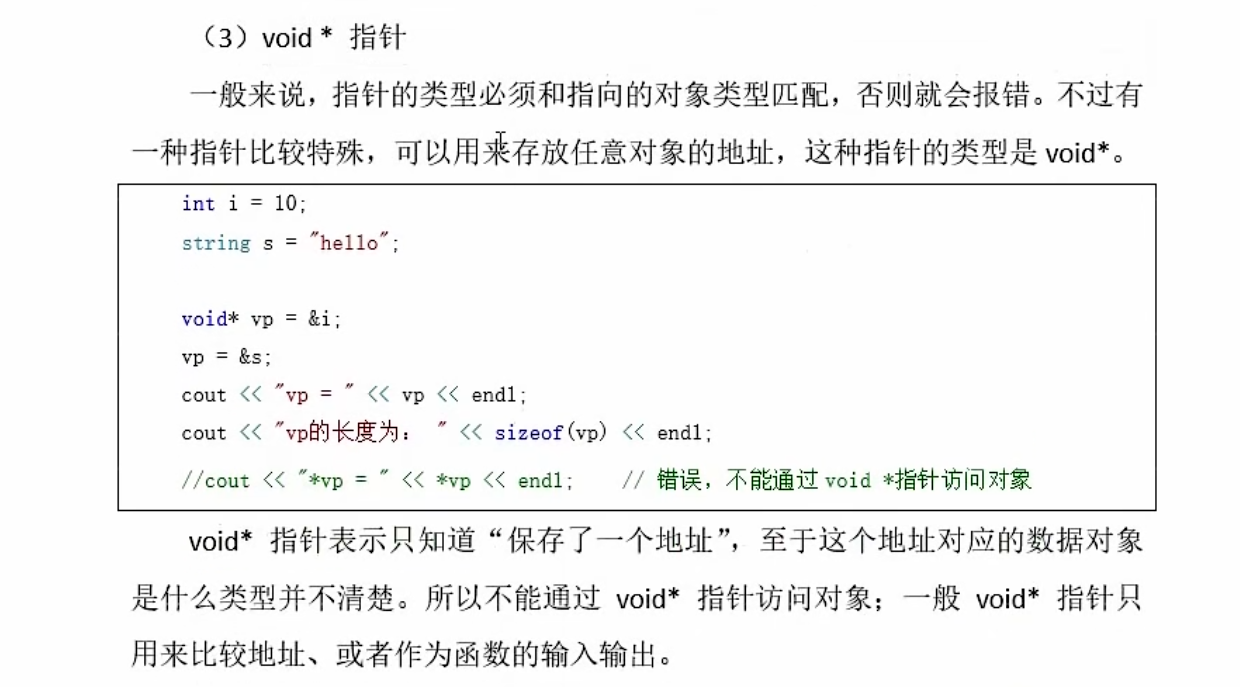 （3）void * 指针
一般来说，指针的类型必须和指向的对象类型匹配，否则就会报错。不过有
一种指针比较特殊，可以用来存放任意对象的地址，这种指针的类型是 void*。
int i = 10;
string s = "hello";
void* vp = &i;
vp = &s;
cout << "vp = " << vp << endl;
cout << "vp的长度为： " << sizeof(vp) << endl;
//cout << "*vp = " << *vp << endl;    // 错误，不能通过 void *指针访问对象
void* 指针表示只知道“保存了一个地址”，至于这个地址对应的数据对象
是什么类型并不清楚。所以不能通过 void* 指针访问对象；一般 void* 指针只
用来比较地址、或者作为函数的输入输出。